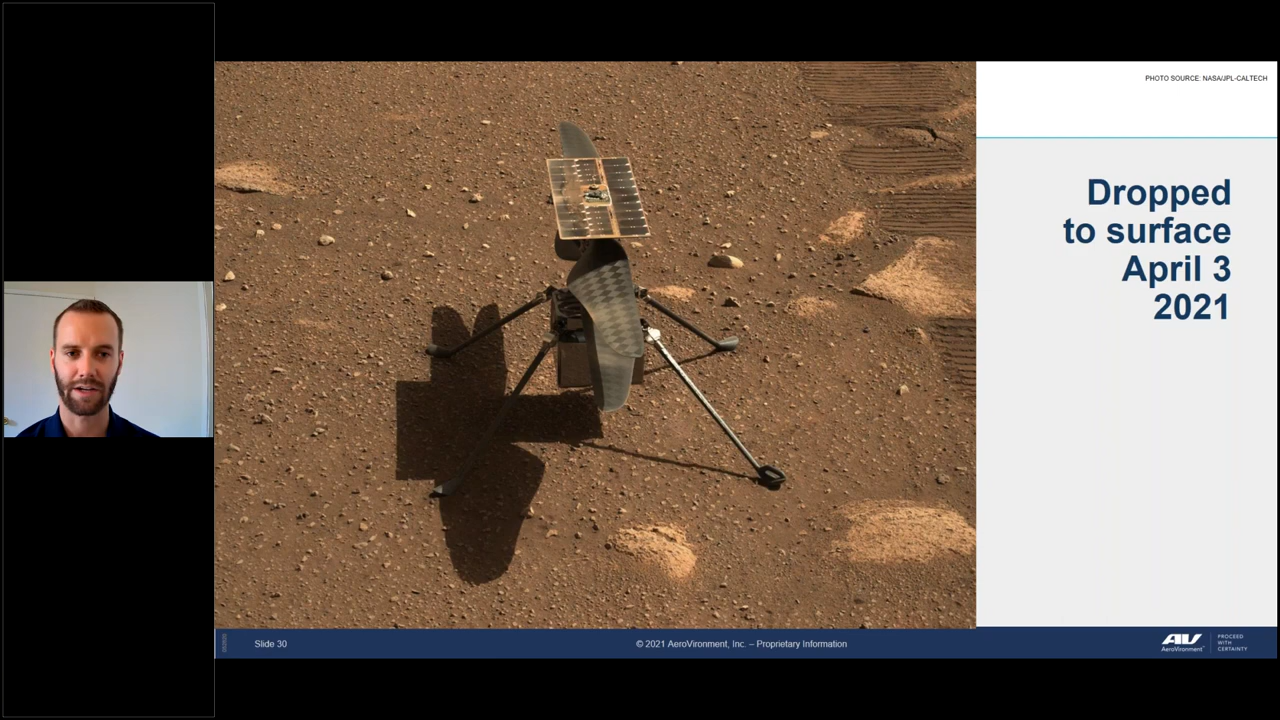 PHOTO SOURCE: NASA/JPL-CALTECH
Dropped
to surface
April 3
2021
Slide 30
© 2021 AeroVironment, Inc. – Proprietary Information
AV
AeroVironment
PROCEED
WITH
CERTAINTY